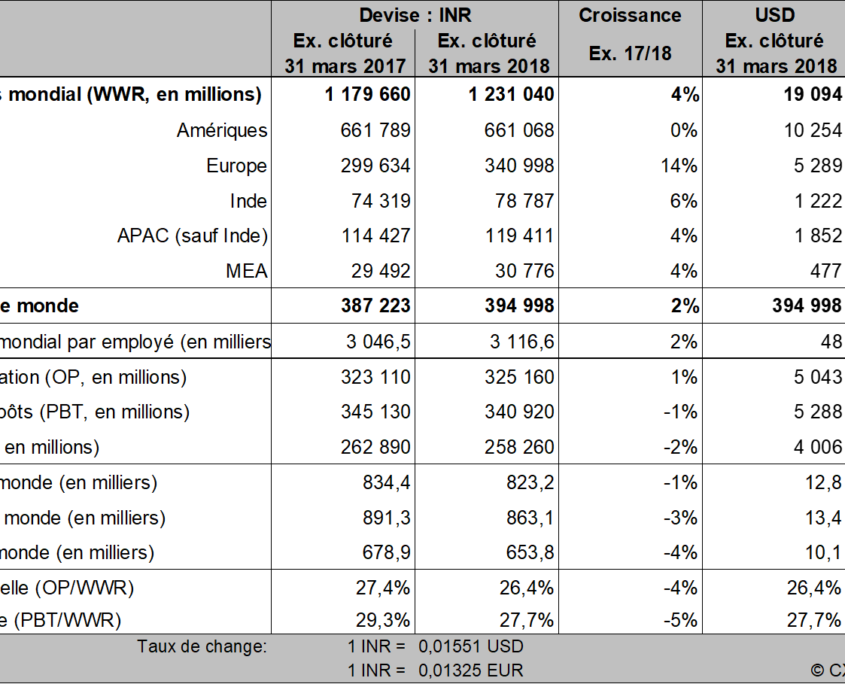 Devise : INR Croissance USD
Ex. clôturé Ex. clôturé Ex. 17/18 Ex. clôturé
31 mars 2017 31 mars 2018 31 mars 2018
mondial (WWR, en millions) 1 179 660 1 231 040 4% 19 094
Amériques 661 789 661 068 0% 10 254
Europe 299 634 340 998 14% 5 289
Inde 74 319 78 787 6% 1 222
APAC (sauf Inde) 114 427 119 411 4% 1 852
MEA 29 492 30 776 4% 477
e monde 387 223 394 998 2% 394 998
mondial par employé (en milliers 3 046,5 3 116,6 2% 48
ation (OP, en millions) 323 110 325 160 1% 5 043
ôts (PBT, en millions) 345 130 340 920 -1% 5 288
en millions) 262 890 258 260 -2% 4 006
monde (en milliers) 834,4 823,2 -1% 12,8
monde (en milliers) 891,3 863,1 -3% 13,4
monde (en milliers) 678,9 653,8 -4% 10,1
elle (OP/WWR) 27,4% 26,4% -4% 26,4%
e (PBT/WWR) 29,3% 27,7% -5% 27,7%
Taux de change: 1 INR = 0,01551 USD
1 INR = 0,01325 EUR © CX